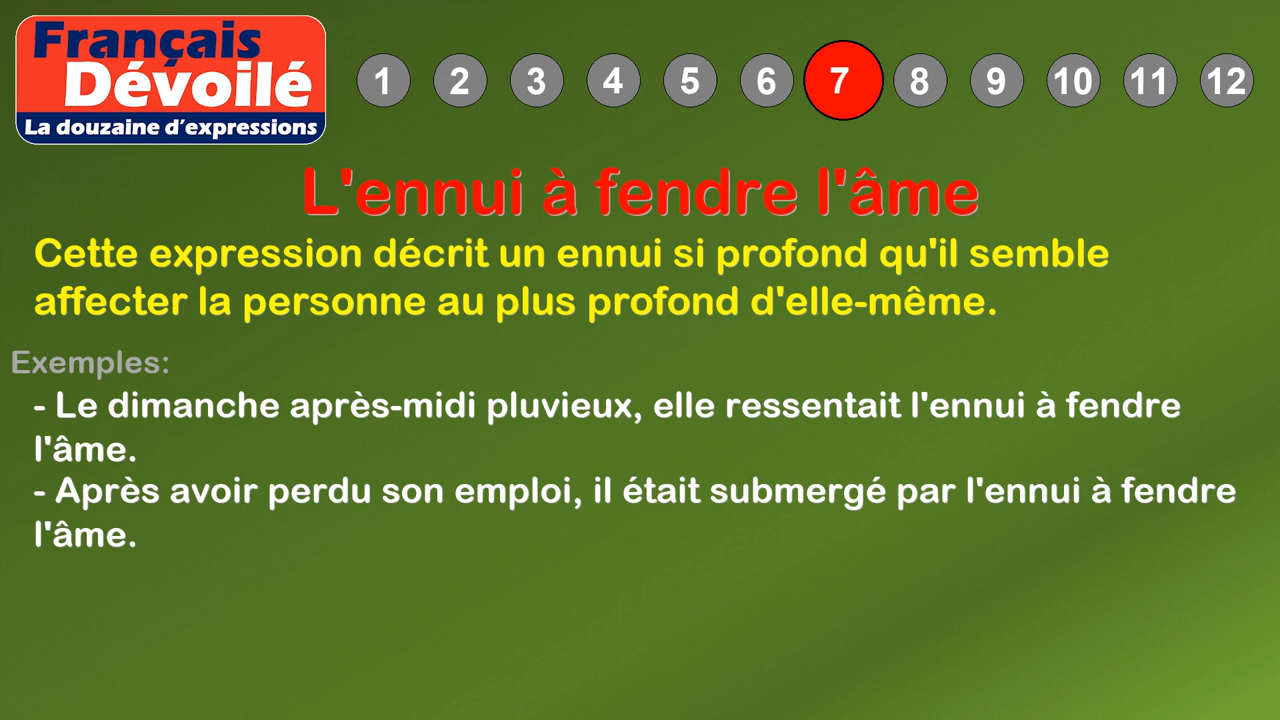 Français
Dévoilé
La douzaine d'expressions
1 2 3 4 5 6 7 8 9 10 11 12
L'ennui à fendre l'âme
Cette expression décrit un ennui si profond qu'il semble
affecter la personne au plus profond d'elle-même.
Exemples:
- Le dimanche après-midi pluvieux, elle ressentait l'ennui à fendre
l'âme.
- Après avoir perdu son emploi, il était submergé par l'ennui à fendre
l'âme.